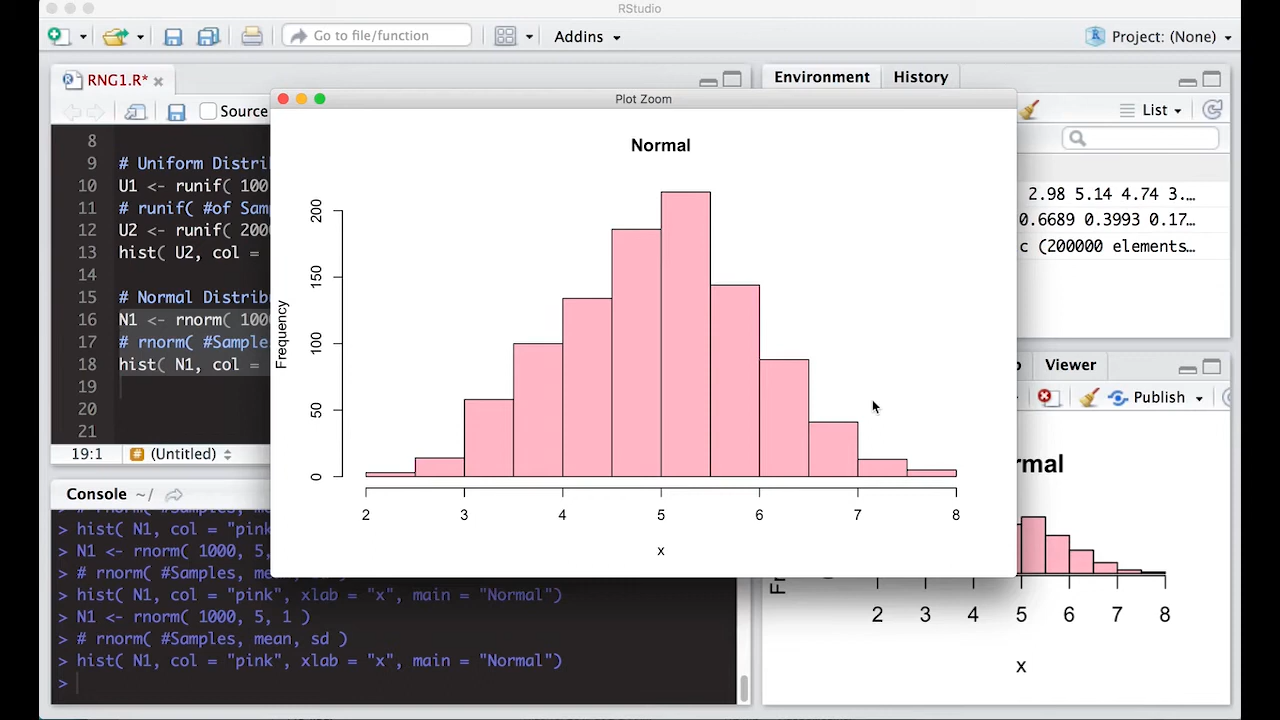 RStudio
Go to file/function
Addins
Project: (None)
RNG1.R*
Environment
History
Source
Plot Zoom
List
8
9 # Uniform Distri
10 U1 <- runif( 100
11 # runif( #of Sam
12 U2 <- runif( 200
13 hist( U2, col =
14
15 # Normal Distrib
16 N1 <- rnorm( 100
17 # rnorm( #Sample
18 hist( N1, col =
19
20
21
19:1 (Untitled)
Normal
Frequency
200
150
100
50
0
2 3 4 5 6 7 8
x
2.98 5.14 4.74 3.…
0.6689 0.3993 0.17…
c (200000 elements…
Viewer
Publish
rmal
2 3 4 5 6 7 8
x
Console ~/
> hist( N1, col = "pink
> N1 <- rnorm( 1000, 5,
> # rnorm( #Samples, me
> hist( N1, col = "pink", xlab = "x", main = "Normal")
> N1 <- rnorm( 1000, 5, 1 )
> # rnorm( #Samples, mean, sd )
> hist( N1, col = "pink", xlab = "x", main = "Normal")
>